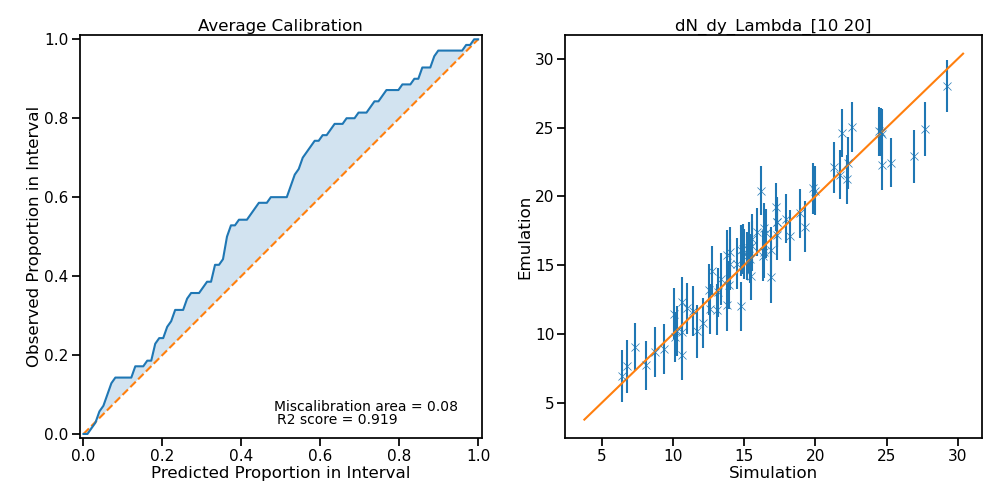 Average Calibration
1.0
0.8
0.6
0.4
0.2
0.0
Observed Proportion in Interval
Miscalibration area = 0.08
R2 score = 0.919
0.0 0.2 0.4 0.6 0.8 1.0
Predicted Proportion in Interval
dN_dy_Lambda_[10 20]
30
25
20
15
10
5
Emulation
5 10 15 20 25 30
Simulation